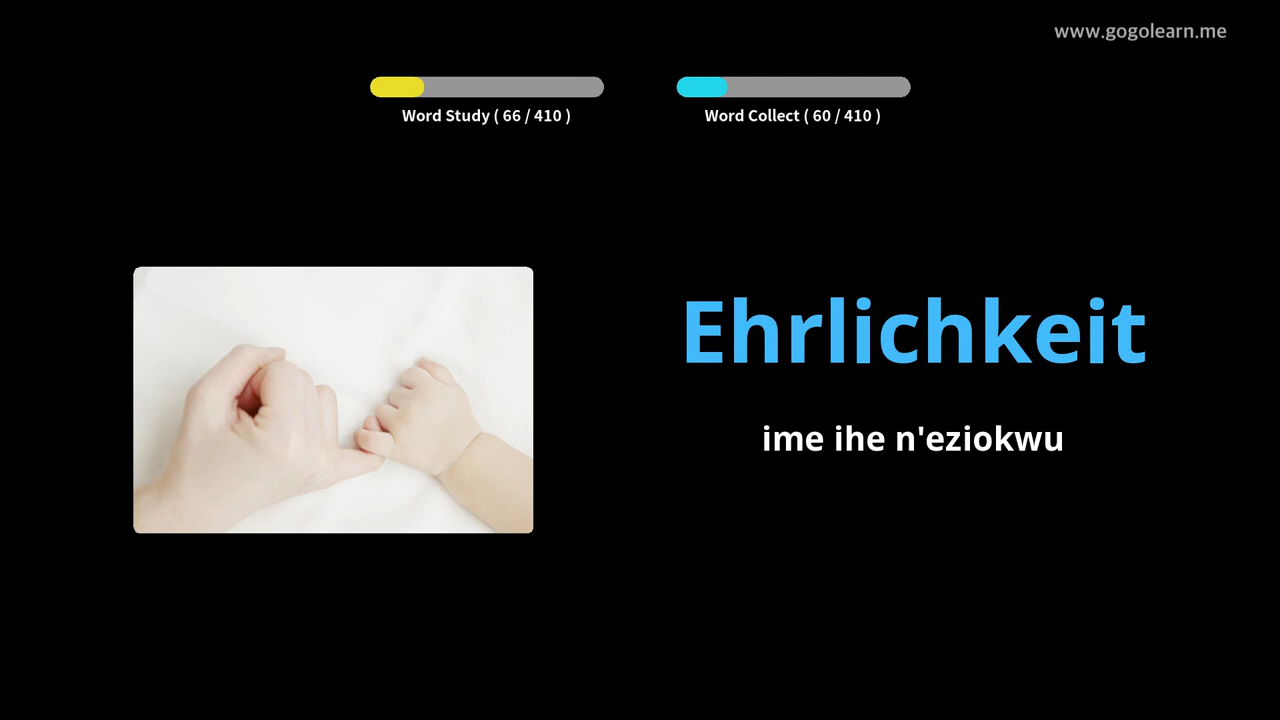 www.gogolearn.me
Word Study ( 66 / 410 )
Word Collect ( 60 / 410 )
Ehrlichkeit
ime ihe n'eziokwu